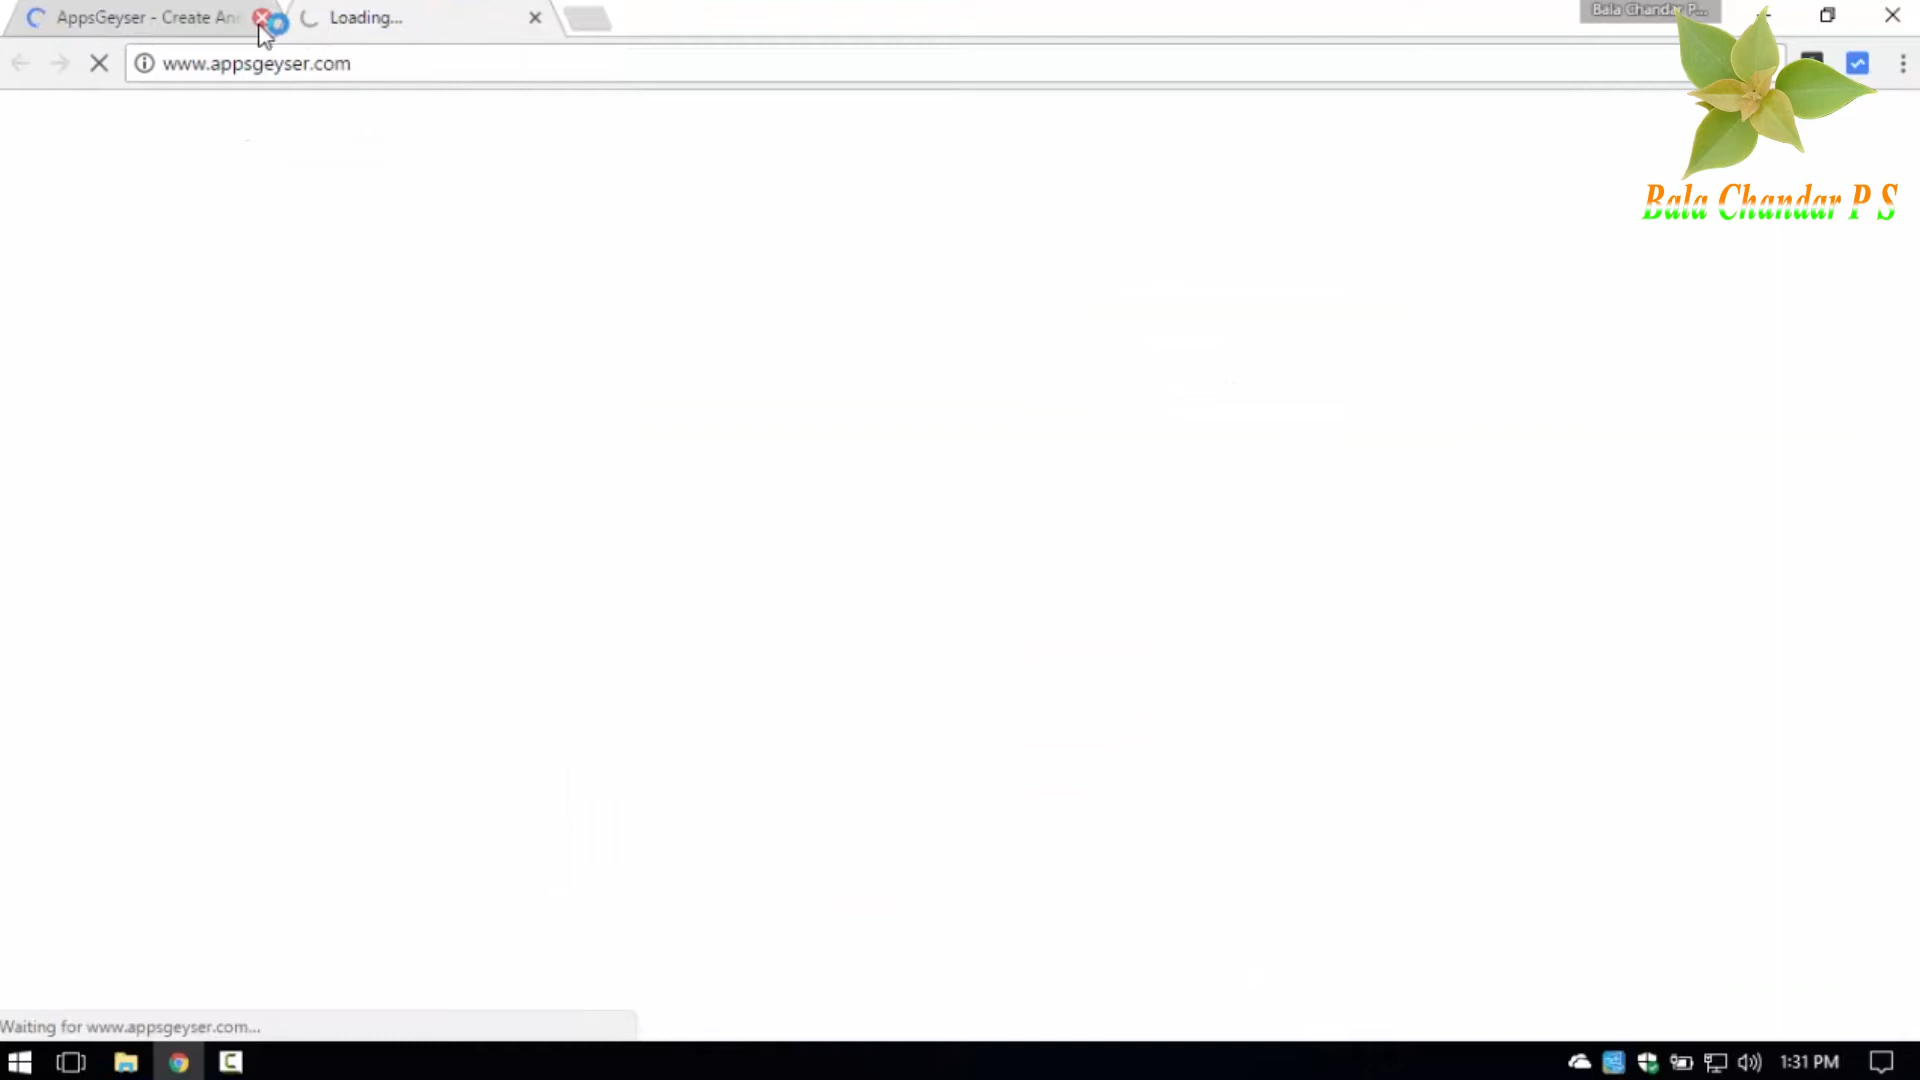 AppsGeyser - Create An
Loading...
Bala Chandar P...
www.appsgeyser.com
Bala Chandar P S
Waiting for www.appsgeyser.com...
1:31 PM